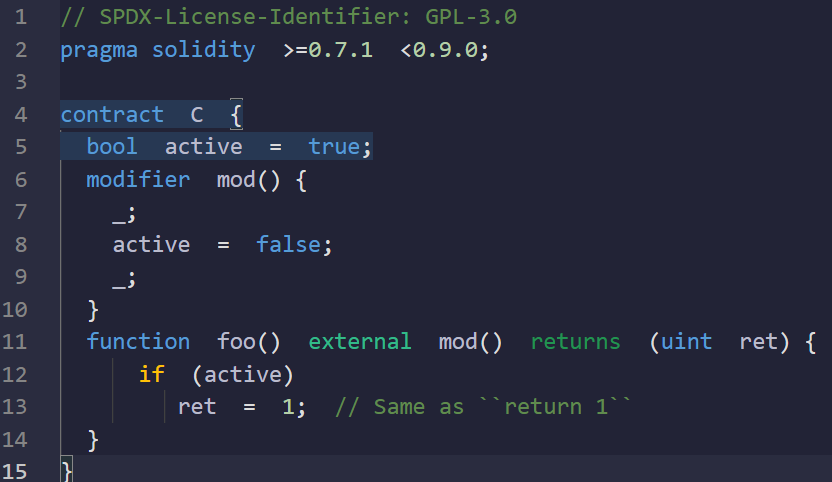 1 // SPDX-License-Identifier: GPL-3.0
2 pragma solidity >=0.7.1 <0.9.0;
3
4 contract C {
5   bool active = true;
6   modifier mod() {
7     _;
8     active = false;
9     _;
10   }
11   function foo() external mod() returns (uint ret) {
12       if (active)
13          ret = 1; // Same as ``return 1``
14   }
15 }